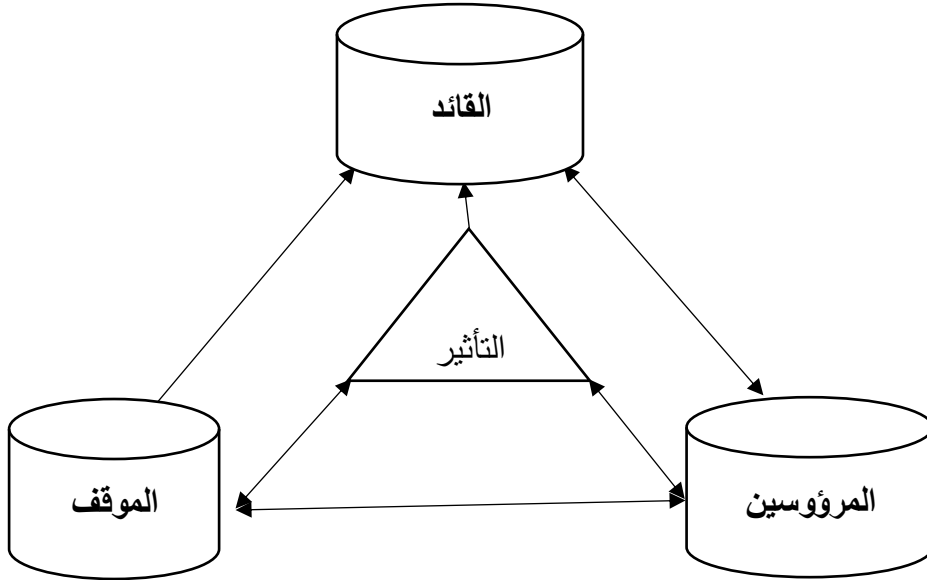 القائد
التأثير
الموقف
المرؤوسين